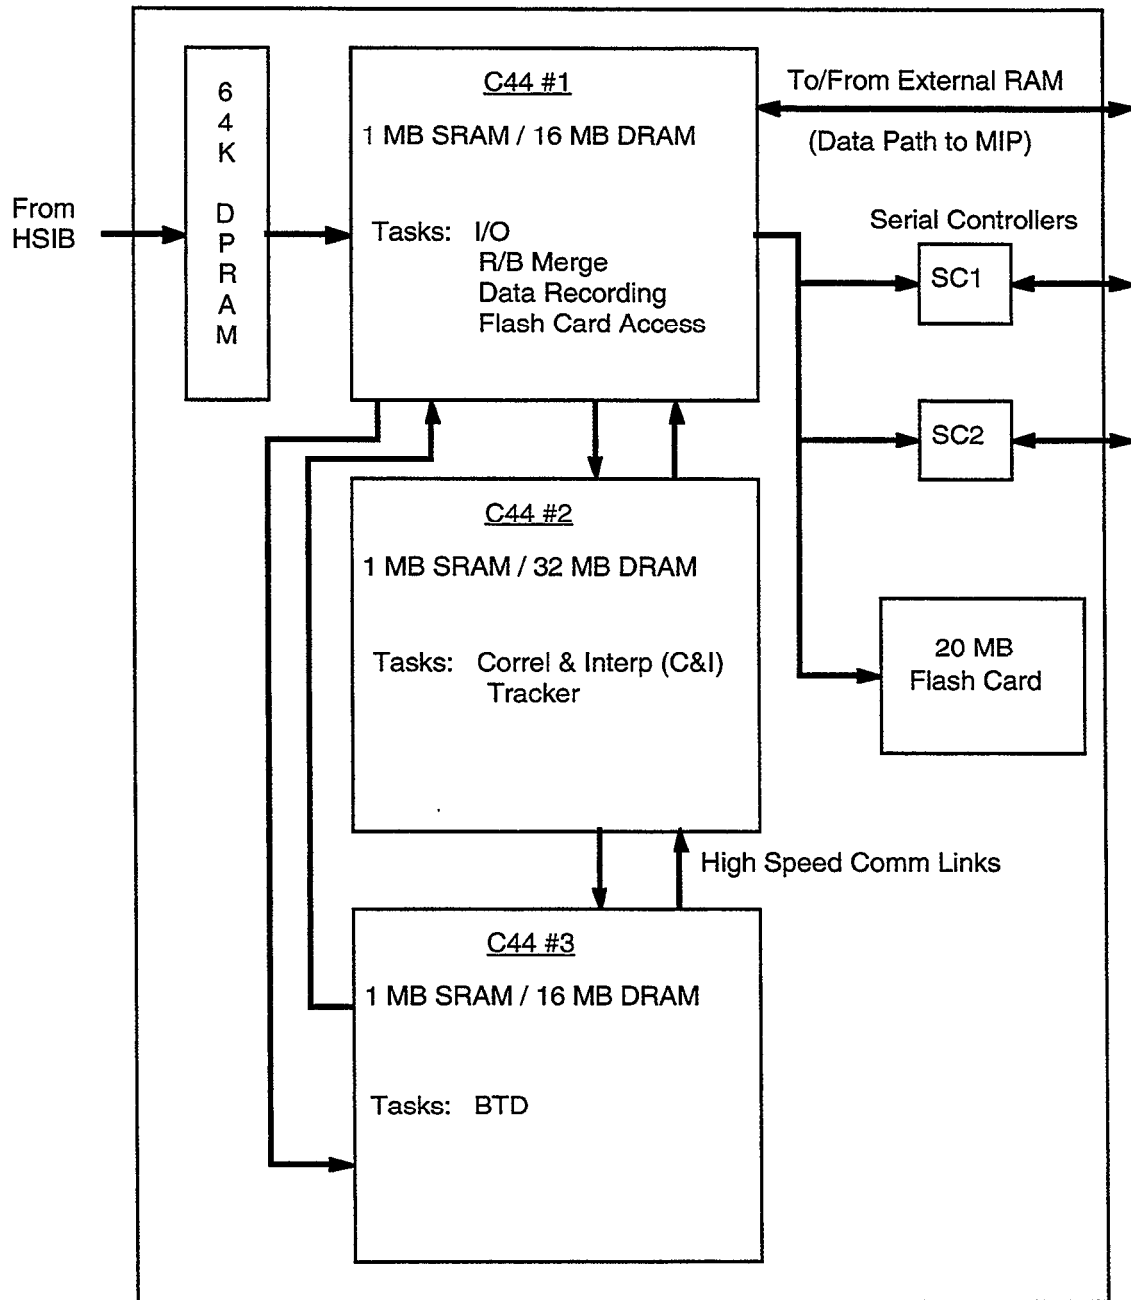 64K DPRAM
C44 #1
1 MB SRAM / 16 MB DRAM
Tasks: I/O
R/B Merge
Data Recording
Flash Card Access
To/From External RAM
(Data Path to MIP)
From
HSIB
Serial Controllers
SC1
SC2
C44 #2
1 MB SRAM / 32 MB DRAM
Tasks: Correl & Interp (C&I)
Tracker
20 MB
Flash Card
High Speed Comm Links
C44 #3
1 MB SRAM / 16 MB DRAM
Tasks: BTD